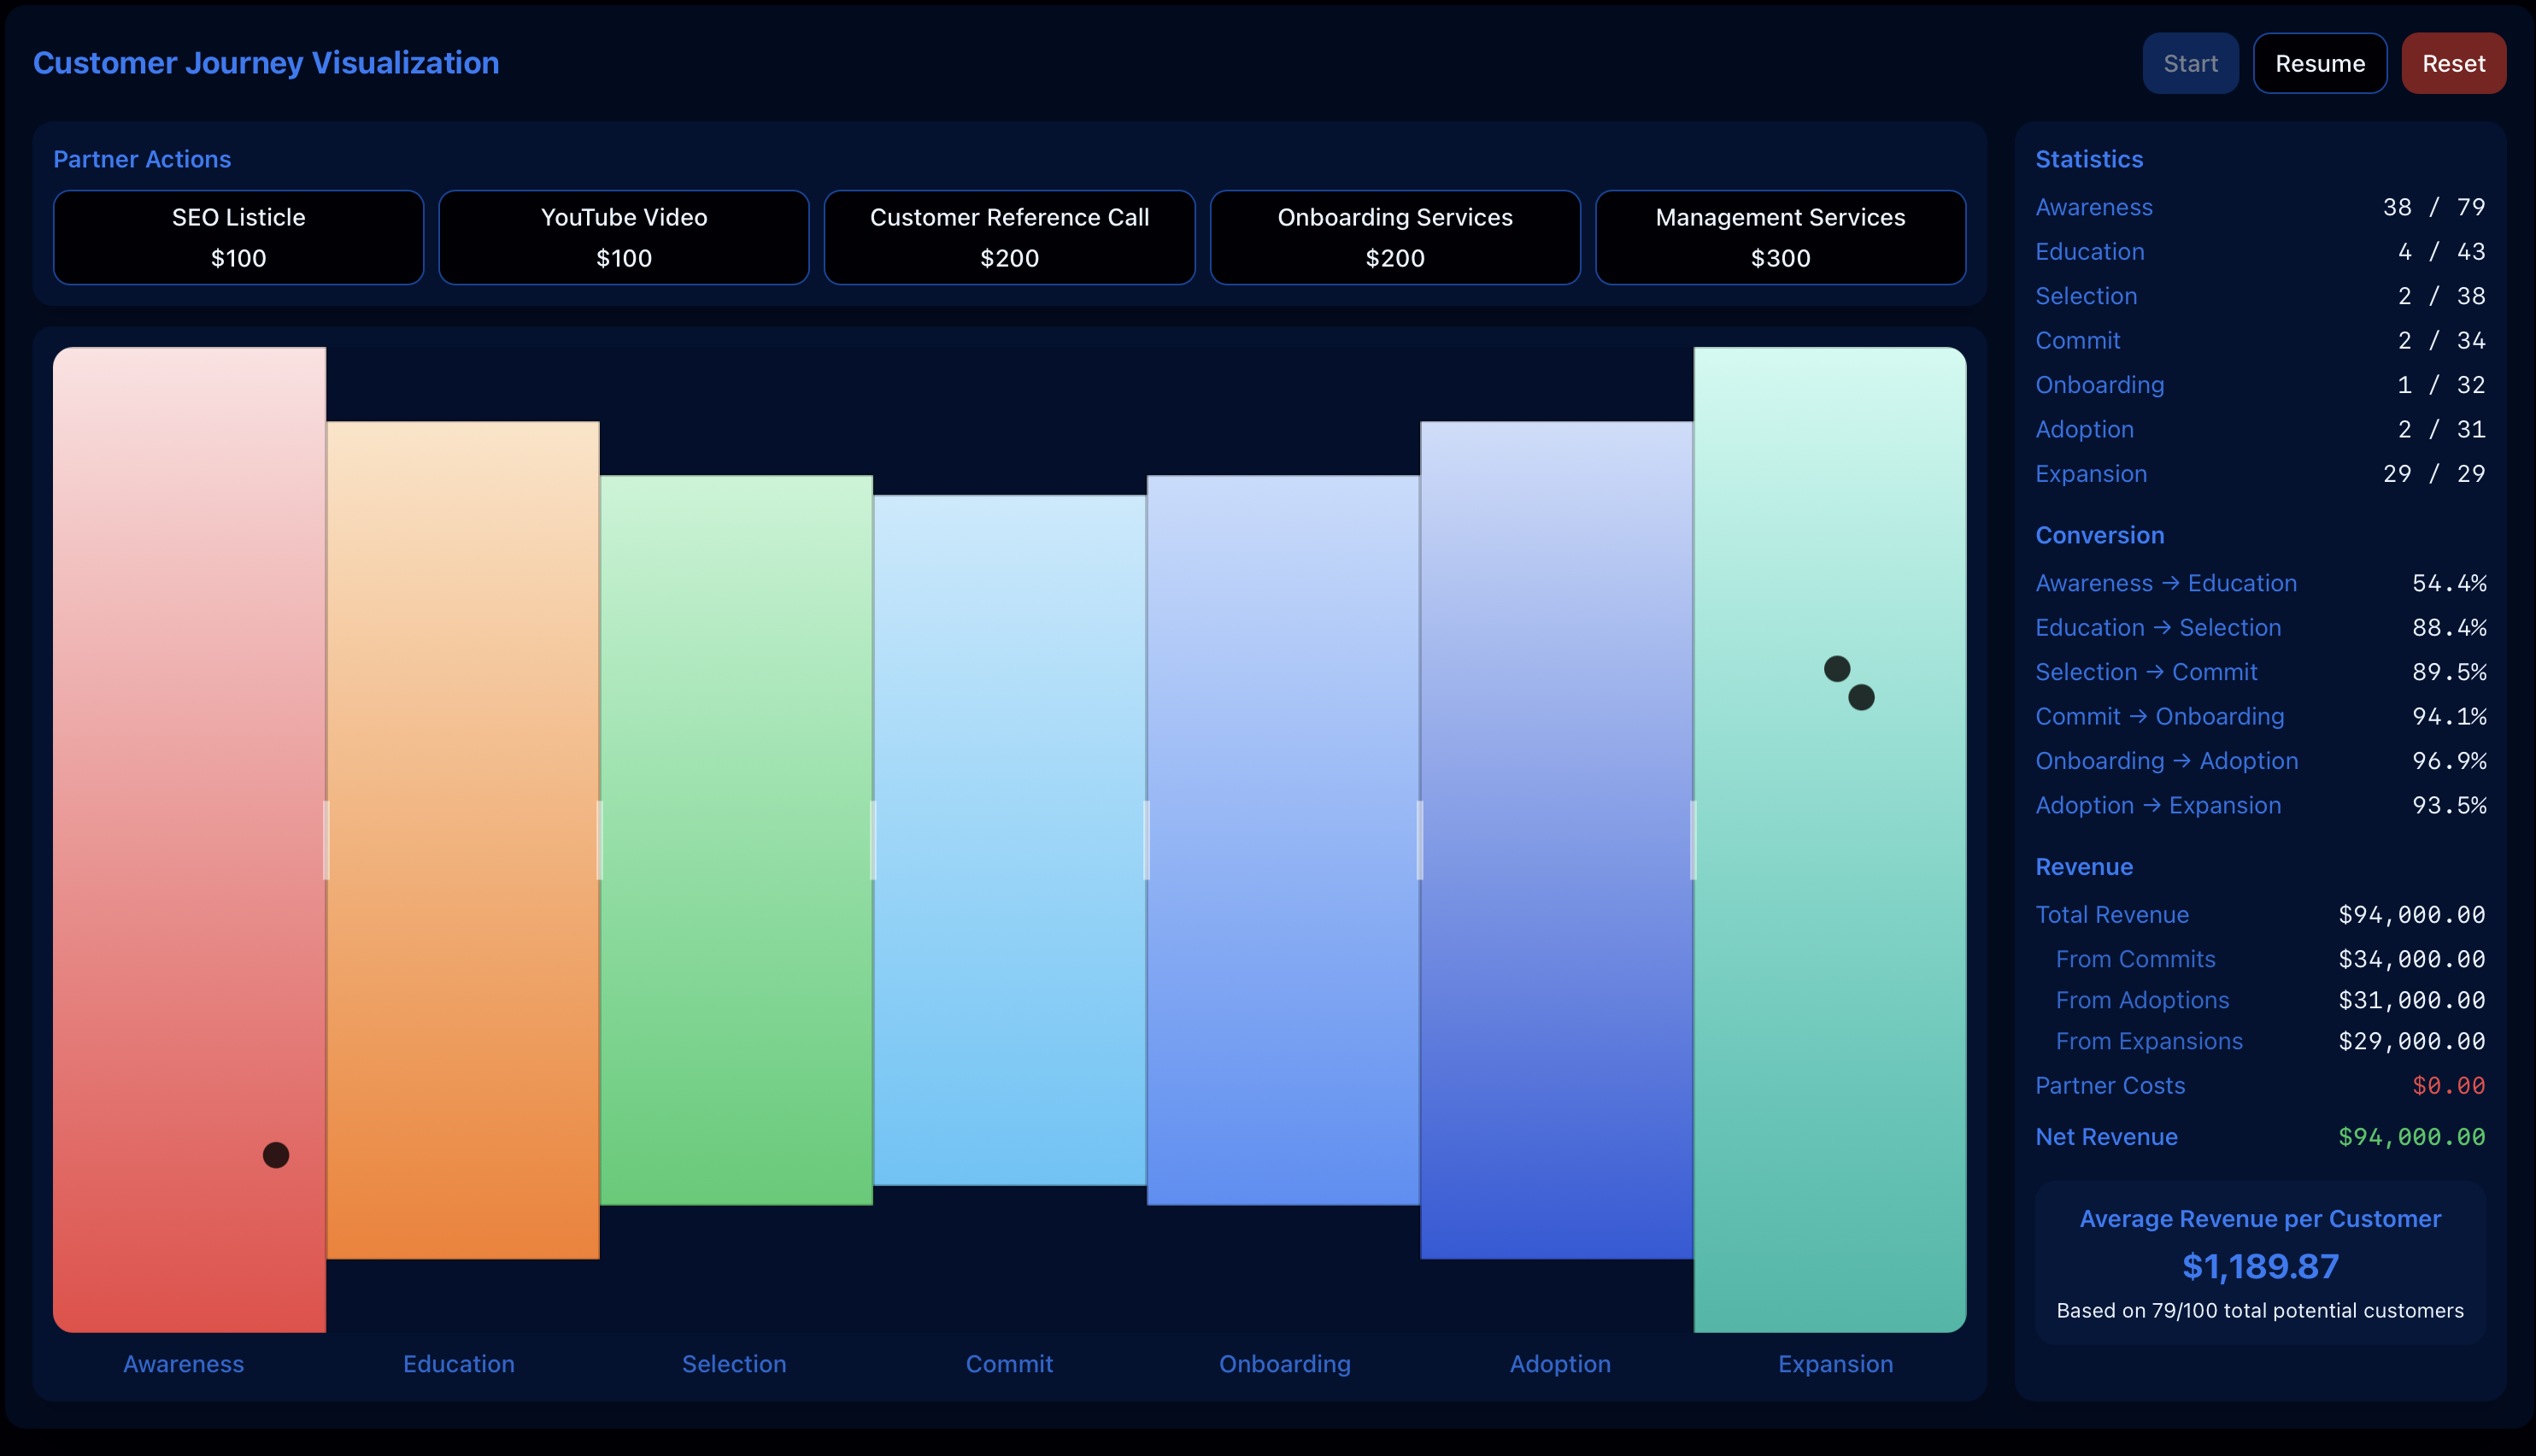 Customer Journey Visualization
Start
Resume
Reset
Partner Actions
SEO Listicle
$100
YouTube Video
$100
Customer Reference Call
$200
Onboarding Services
$200
Management Services
$300
Awareness
Education
Selection
Commit
Onboarding
Adoption
Expansion
Statistics
Awareness 38 / 79
Education 4 / 43
Selection 2 / 38
Commit 2 / 34
Onboarding 1 / 32
Adoption 2 / 31
Expansion 29 / 29
Conversion
Awareness → Education 54.4%
Education → Selection 88.4%
Selection → Commit 89.5%
Commit → Onboarding 94.1%
Onboarding → Adoption 96.9%
Adoption → Expansion 93.5%
Revenue
Total Revenue $94,000.00
From Commits $34,000.00
From Adoptions $31,000.00
From Expansions $29,000.00
Partner Costs $0.00
Net Revenue $94,000.00
Average Revenue per Customer
$1,189.87
Based on 79/100 total potential customers